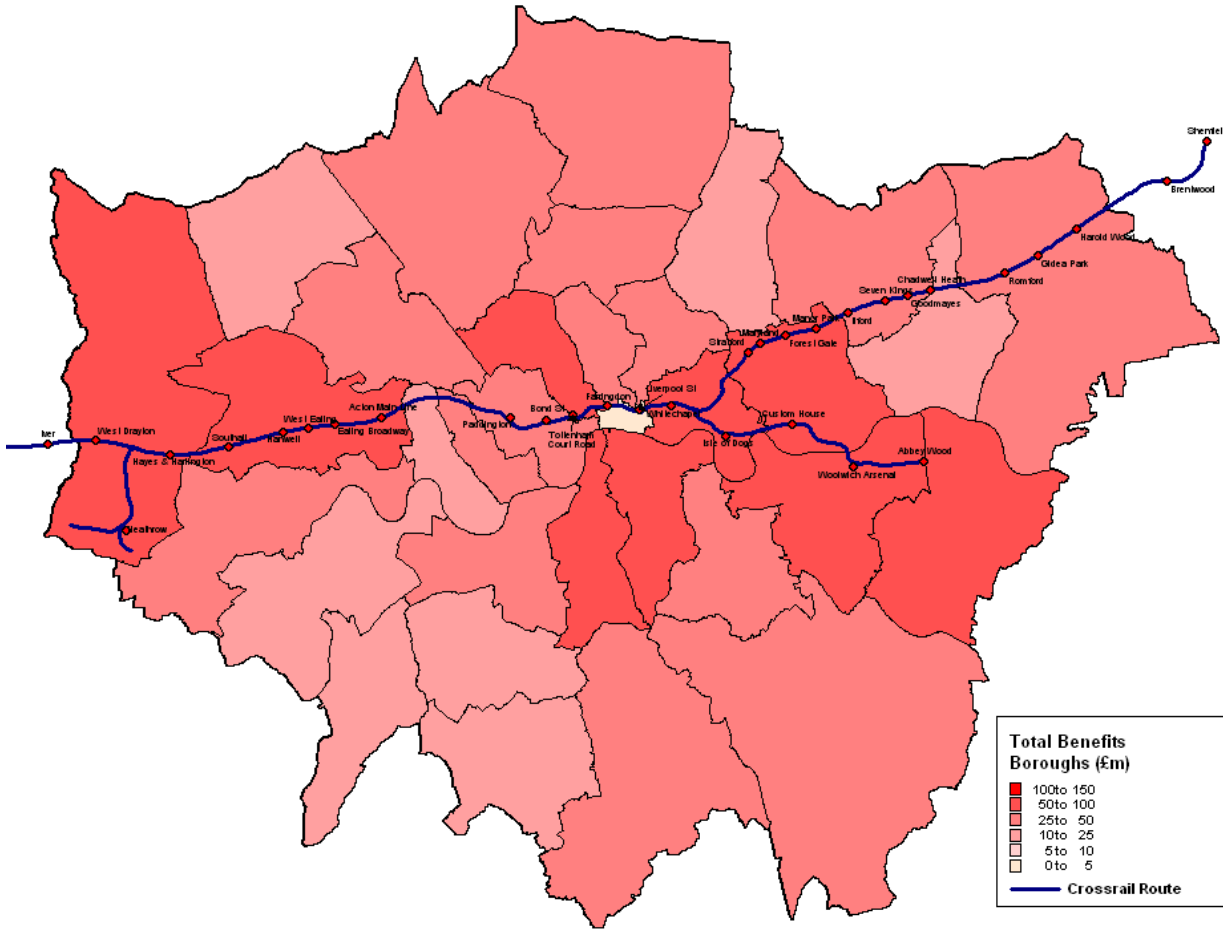 Shenfiel
Brentwood
Harold Wood
Gidea Park
Romford
Chadwell Heath
Seven Kings
Goodmayes
Manor Park
Ilford
Maryland
Forest Gate
Stratford
Liverpool St
Farringdon
Whitechapel
Custom House
Isle of Dogs
Abbey Wood
Woolwich Arsenal
Bond St
Paddington
Tottenham
Court Road
Acton Main Line
West Ealing
Ealing Broadway
Hanwell
Southall
West Drayton
Iver
Hayes & Harlington
Heathrow
Total Benefits
Boroughs (£m)
100to 150
50to 100
25to 50
10to 25
5to 10
0to 5
Crossrail Route